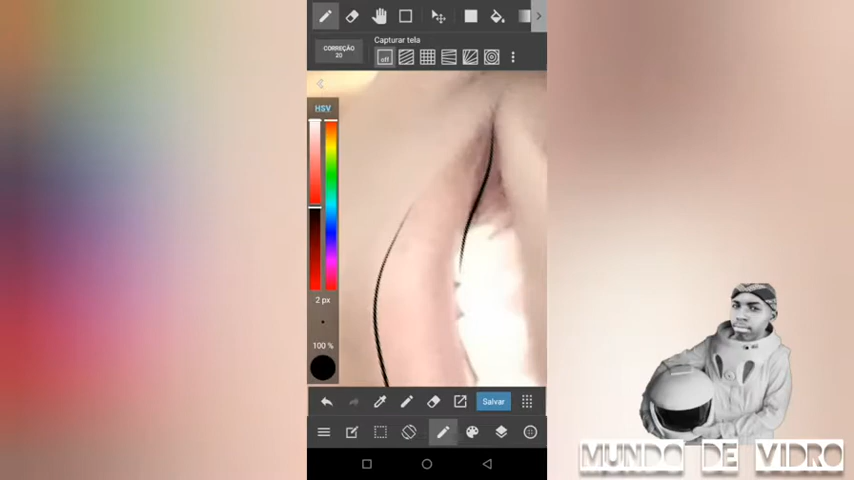 Capturar tela
CORREÇÃO
20
off
HSV
2 px
100 %
Salvar
MUNDO DE VIDRO